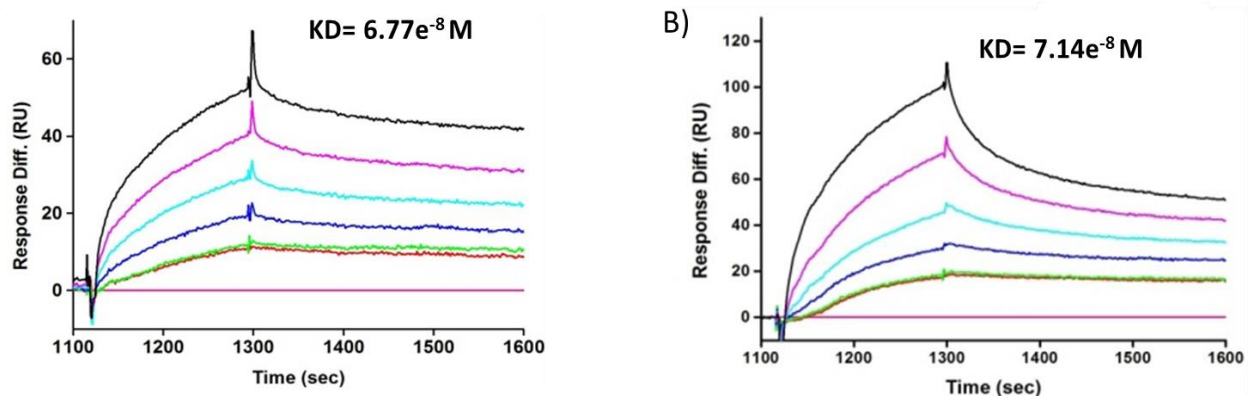 KD= 6.77e⁻⁸ M
60
40
20
0
Response Diff. (RU)
1100 1200 1300 1400 1500 1600
Time (sec)
B)
KD= 7.14e⁻⁸ M
120
100
80
60
40
20
0
Response Diff. (RU)
1100 1200 1300 1400 1500 1600
Time (sec)